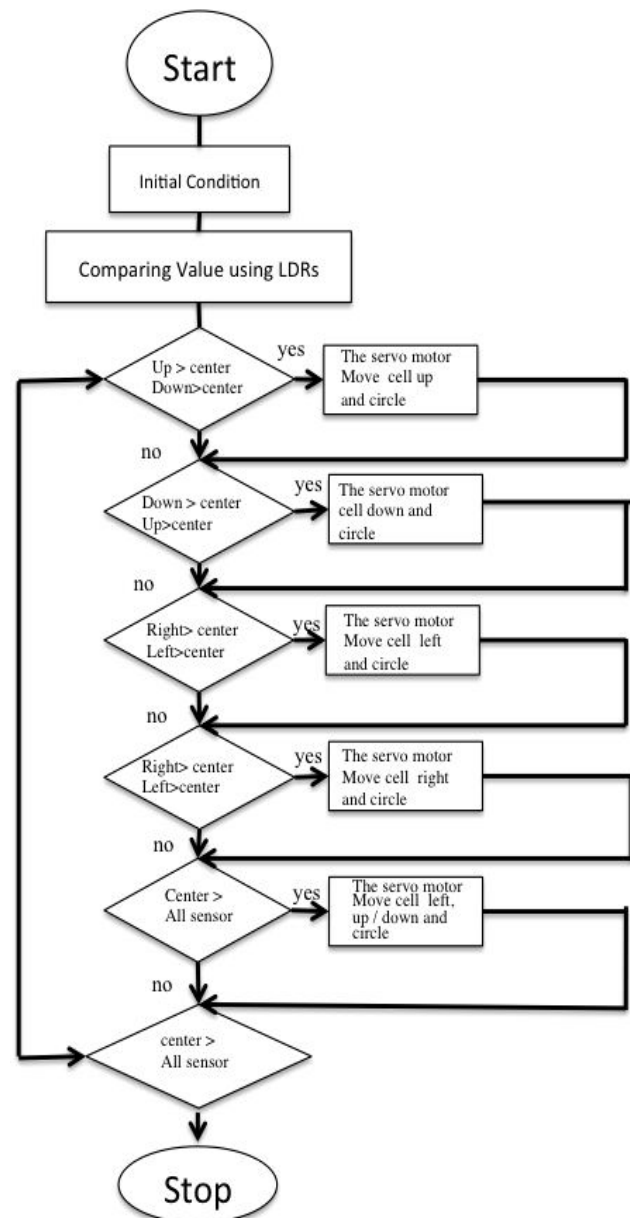 Start
Initial Condition
Comparing Value using LDRs
Up > center
Down>center
yes
The servo motor
Move cell up
and circle
no
Down > center
Up>center
yes
The servo motor
cell down and
circle
no
Right> center
Left>center
yes
The servo motor
Move cell left
and circle
no
Right> center
Left>center
yes
The servo motor
Move cell right
and circle
no
Center >
All sensor
yes
The servo motor
Move cell left,
up / down and
circle
no
center >
All sensor
Stop